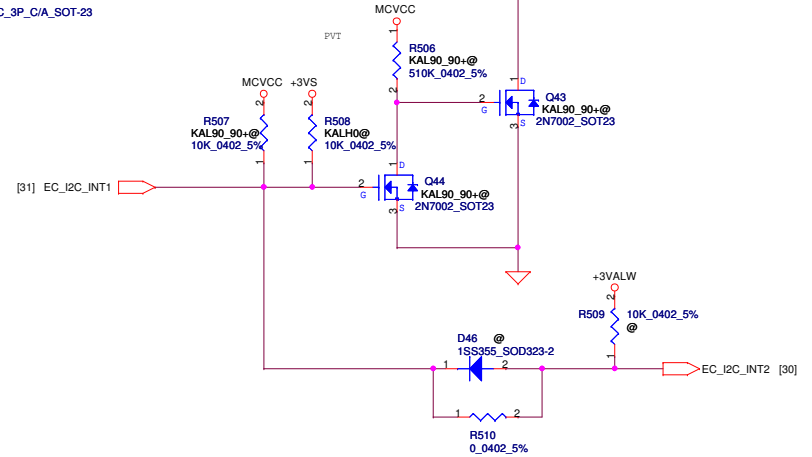 C_3P_C/A_SOT-23
MCVCC
PVT
1
R506
KAL90_90+@
510K_0402_5%
2
MCVCC +3VS
2
2
R507
KAL90_90+@
10K_0402_5%
1
R508
KALH0@
10K_0402_5%
1
1
D
2
G
Q43
KAL90_90+@
2N7002_SOT23
3
S
[31] EC_I2C_INT1
1
D
2
G
Q44
KAL90_90+@
2N7002_SOT23
3
S
+3VALW
2
R509
10K_0402_5%
@
1
D46 @
1SS355_SOD323-2
1
2
EC_I2C_INT2 [30]
1
2
R510
0_0402_5%